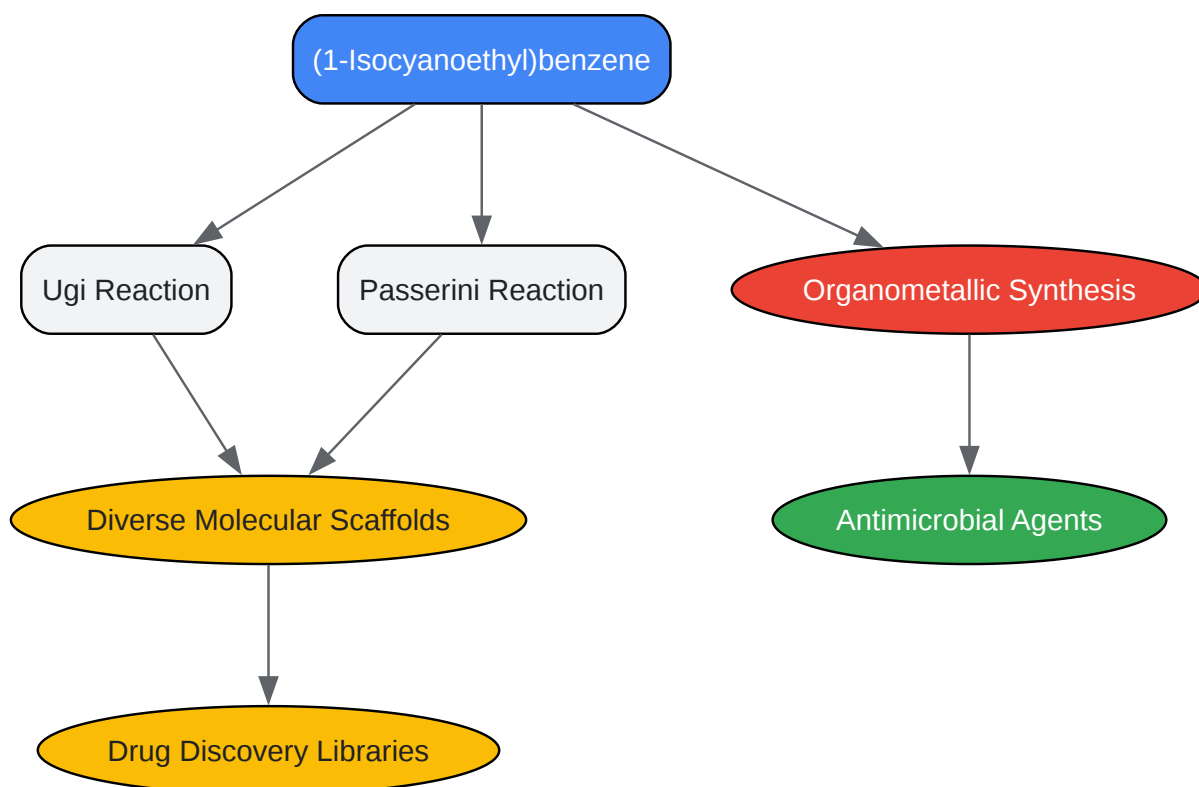 (1-Isocyanoethyl)benzene
Ugi Reaction
Passerini Reaction
Organometallic Synthesis
Diverse Molecular Scaffolds
Antimicrobial Agents
Drug Discovery Libraries